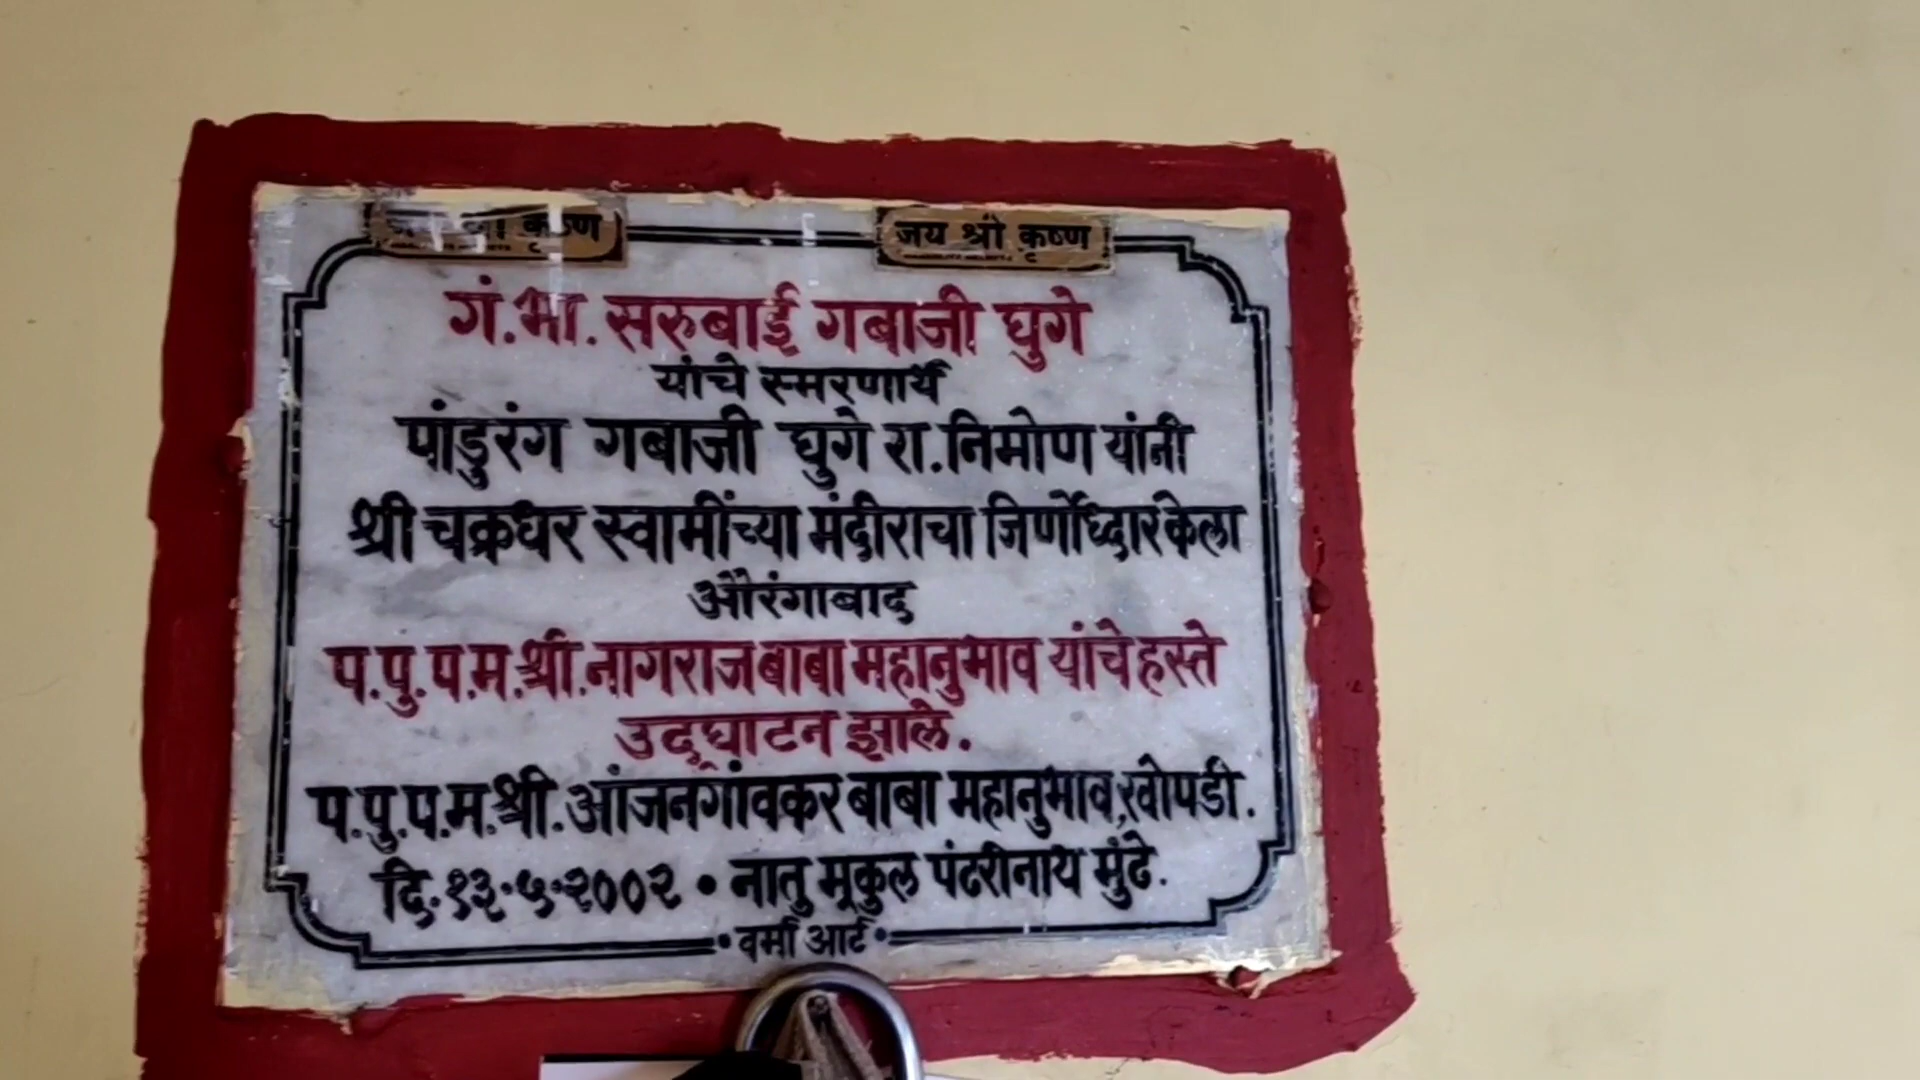 कृष्ण जय श्री कृष्ण
गं.भा. सरुबाई गबाजी घुगे
यांचे स्मरणार्थ
पांडुरंग गबाजी घुगे रा.निमोण यांनी
श्री चक्रधर स्वामींच्या मंदीराचा जिर्णोध्दार केला
औरंगाबाद
प.पु.प.म.श्री.नागराजबाबा महानुभाव यांचे हस्ते
उद्घाटन झाले.
प.पु.प.म.श्री.आंजनगांवकर बाबा महानुभाव,खोपडी.
दि.१३.५.२००२ • नातु मुकुल पंढरीनाथ मुंढे.
•वर्मा आर्ट•